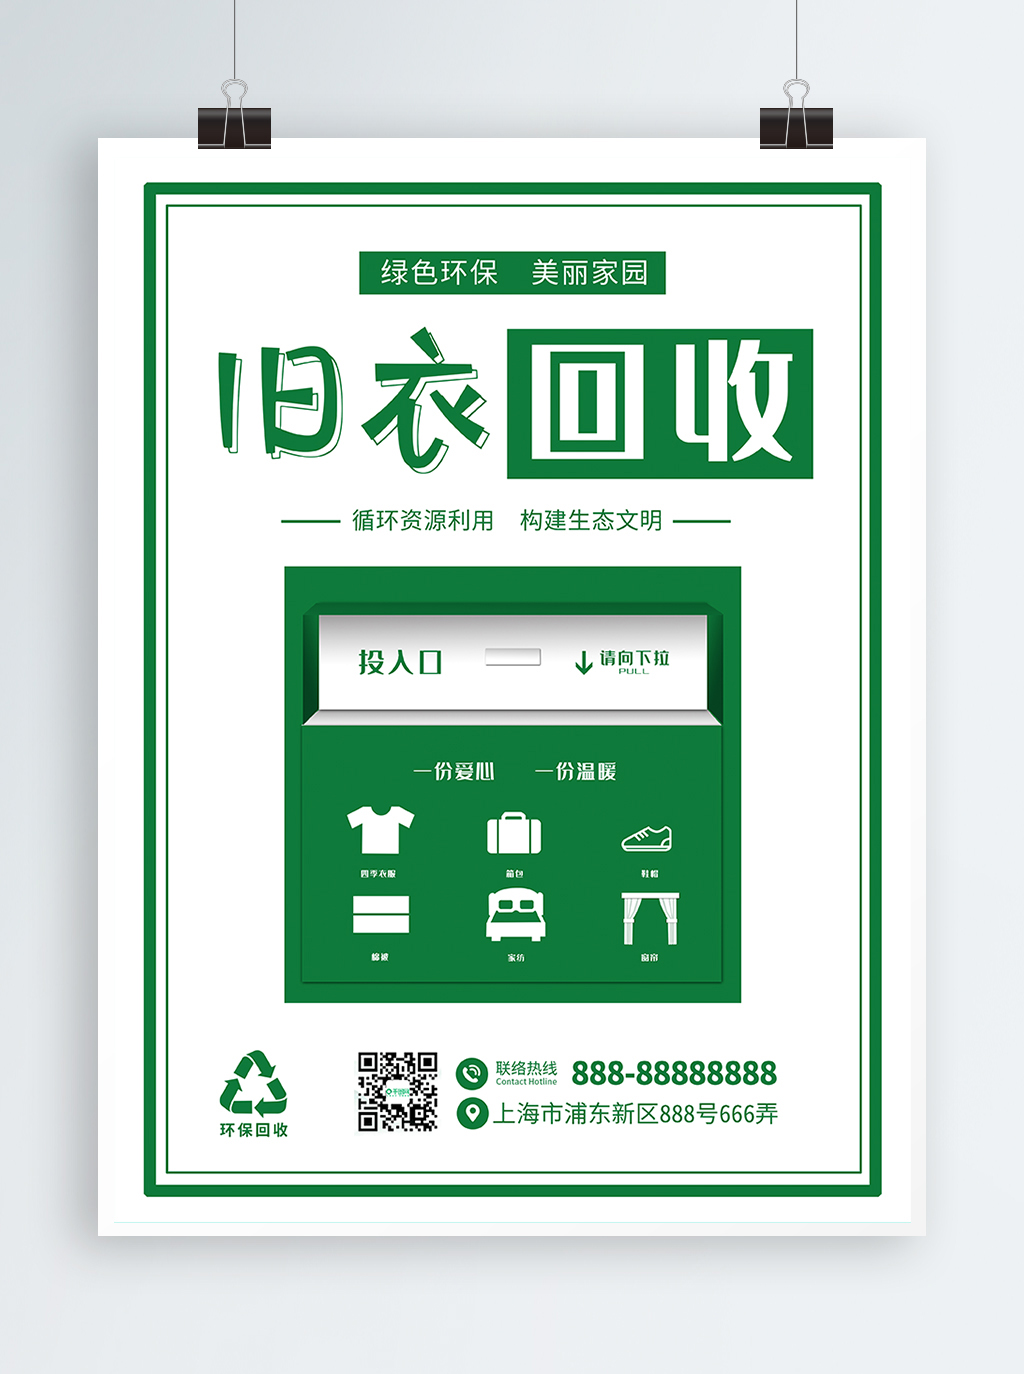 绿色环保 美丽家园
旧衣回收
循环资源利用 构建生态文明
投入口
请向下拉
PULL
一份爱心 一份温暖
四季衣服 箱包 鞋帽
棉被 家纺 窗帘
环保回收
联络热线 888-88888888
Contact Hotline
上海市浦东新区888号666弄